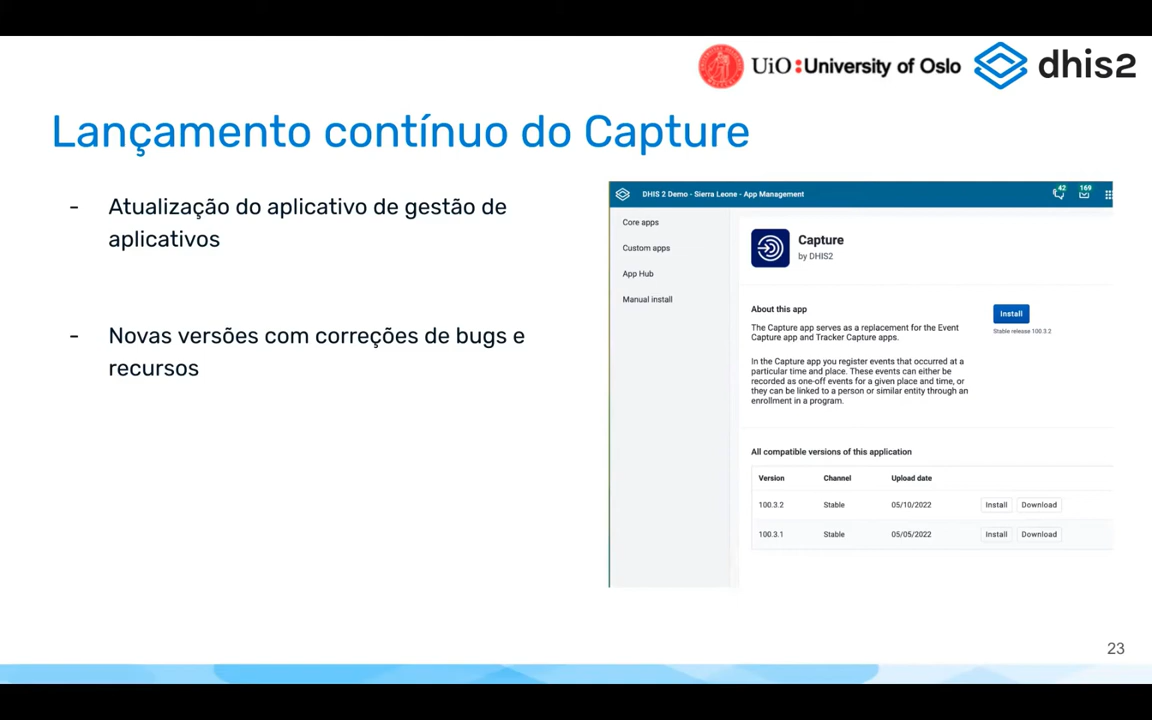 UiO:University of Oslo
dhis2
Lançamento contínuo do Capture
- Atualização do aplicativo de gestão de
aplicativos
- Novas versões com correções de bugs e
recursos
DHIS 2 Demo - Sierra Leone - App Management
42
169
Core apps
Custom apps
App Hub
Manual install
Capture
by DHIS2
About this app
The Capture app serves as a replacement for the Event
Capture app and Tracker Capture apps.
In the Capture app you register events that occurred at a
particular time and place. These events can either be
recorded as one-off events for a given place and time, or
they can be linked to a person or similar entity through an
enrollment in a program.
Install
Stable release 100.3.2
All compatible versions of this application
Version Channel Upload date
100.3.2 Stable 05/10/2022 Install Download
100.3.1 Stable 05/05/2022 Install Download
23